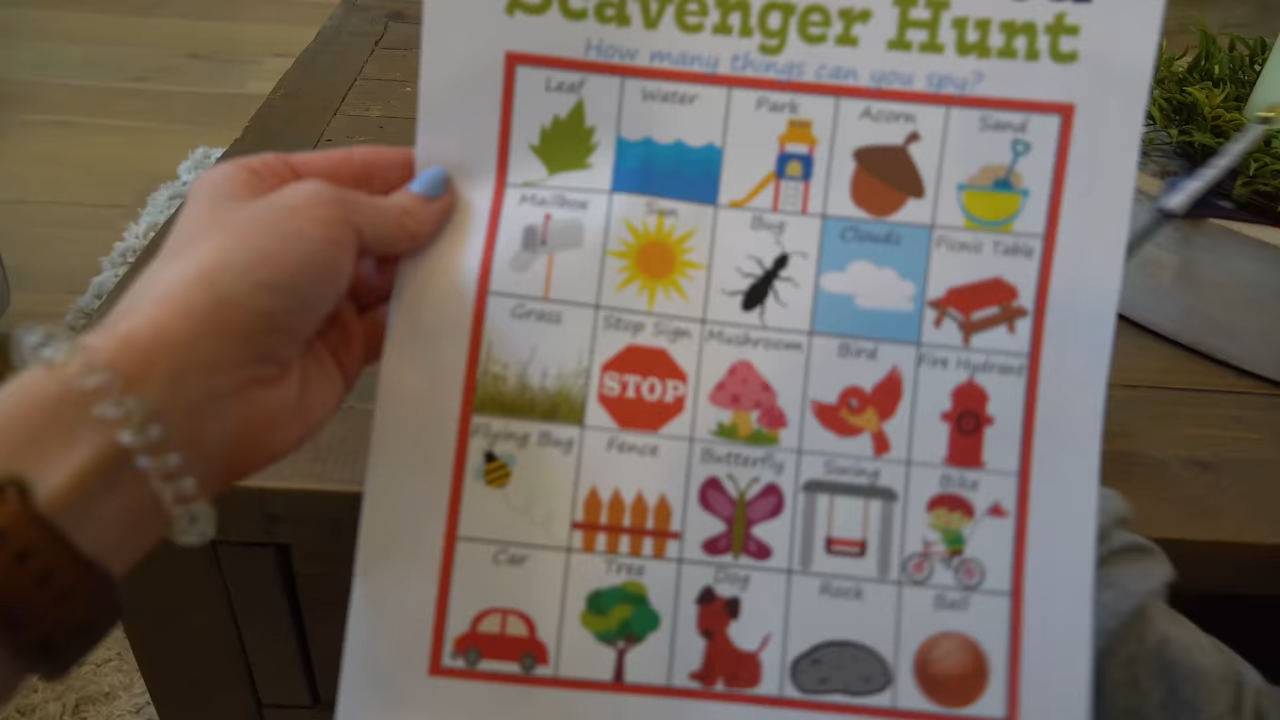 Scavenger Hunt
How many things can you spy?
Leaf Water Park Acorn Sand
Mailbox Sun Bug Clouds Picnic Table
Grass Stop Sign Mushroom Bird Fire Hydrant
STOP
Flying Bug Fence Butterfly Swing Bike
Car Tree Dog Rock Ball